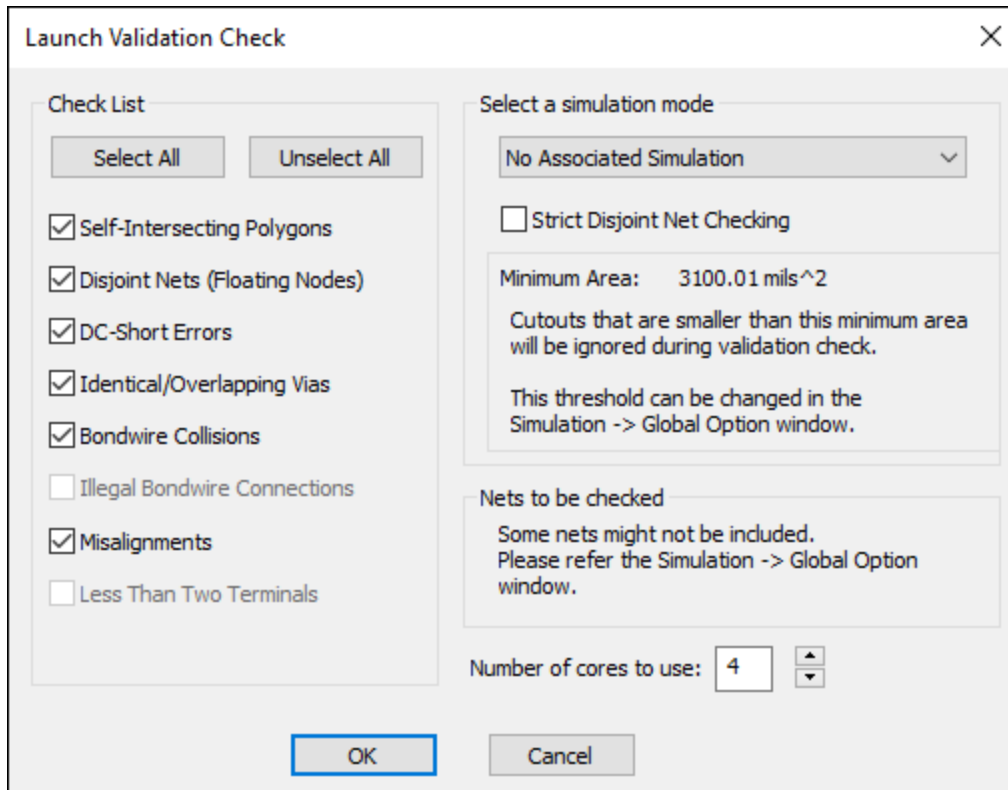 Launch Validation Check
Check List
Select All
Unselect All
Self-Intersecting Polygons
Disjoint Nets (Floating Nodes)
DC-Short Errors
Identical/Overlapping Vias
Bondwire Collisions
Illegal Bondwire Connections
Misalignments
Less Than Two Terminals
Select a simulation mode
No Associated Simulation
Strict Disjoint Net Checking
Minimum Area: 3100.01 mils^2
Cutouts that are smaller than this minimum area
will be ignored during validation check.
This threshold can be changed in the
Simulation -> Global Option window.
Nets to be checked
Some nets might not be included.
Please refer the Simulation -> Global Option
window.
Number of cores to use: 4
OK
Cancel